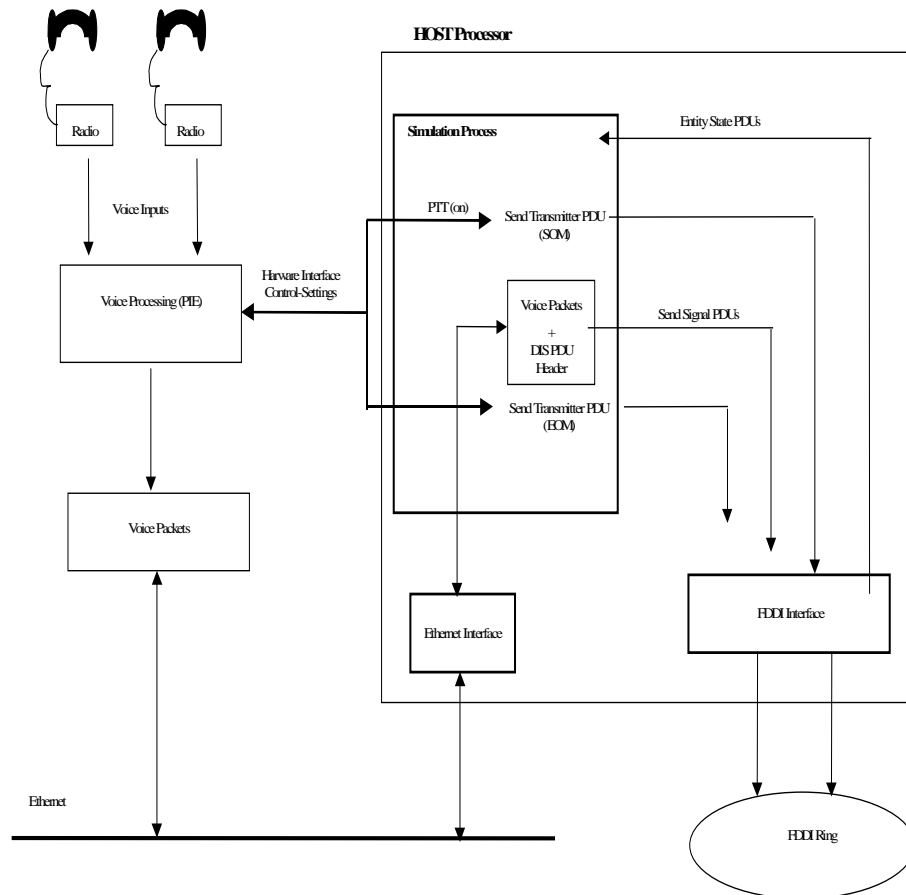 HOST Processor
Radio
Radio
Simulation Process
Entity State PDUs
Voice Inputs
PTT (on)
Send Transmitter PDU
(SOM)
Harware Interface
Control-Settings
Voice Processing (PIE)
Voice Packets
+
DIS PDU
Header
Send Signal PDUs
Send Transmitter PDU
(EOM)
Voice Packets
Ethernet Interface
FDDI Interface
Ethernet
FDDI Ring